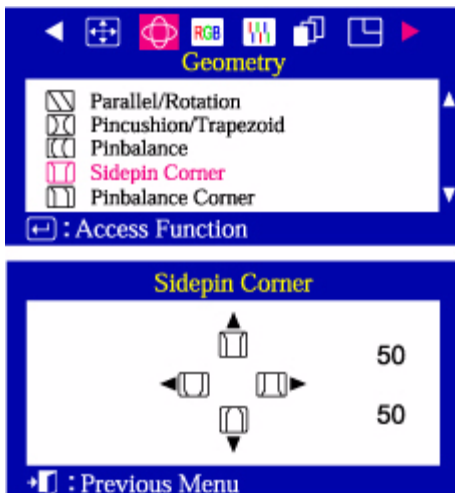 RGB
Geometry
Parallel/Rotation
Pincushion/Trapezoid
Pinbalance
Sidepin Corner
Pinbalance Corner
: Access Function
Sidepin Corner
50
50
: Previous Menu